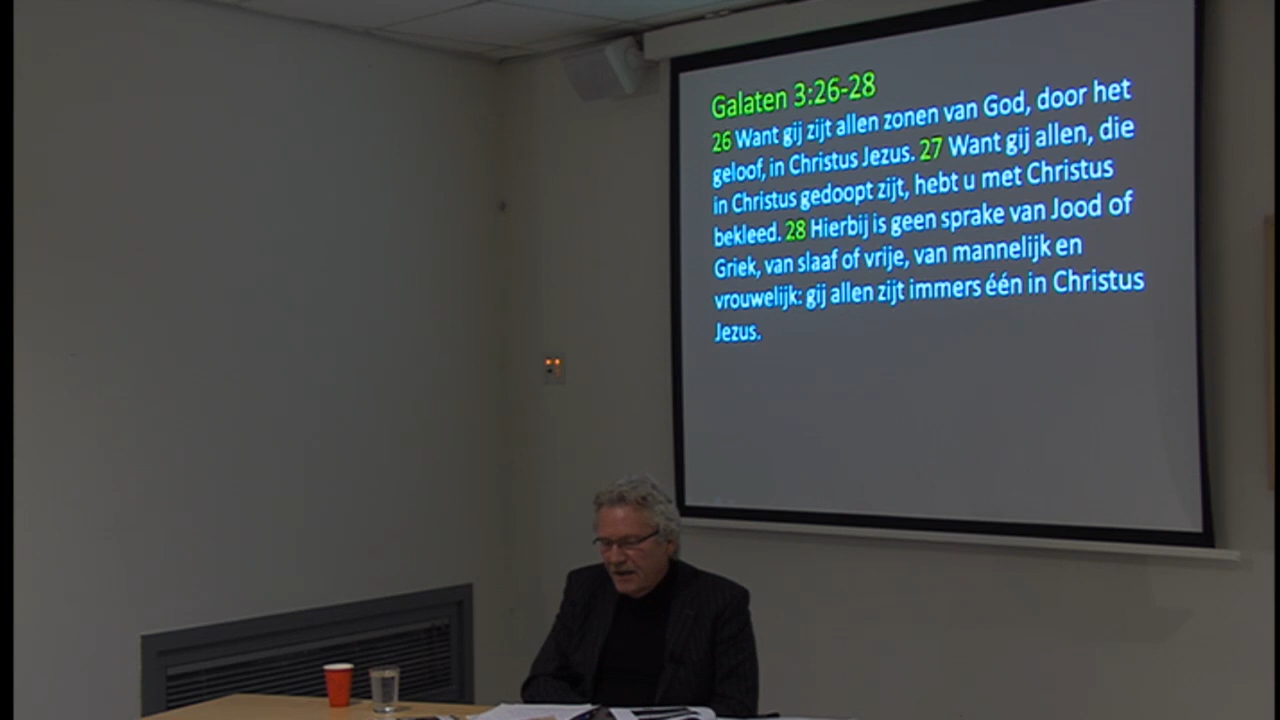 Galaten 3:26-28
26 Want gij zijt allen zonen van God, door het
geloof, in Christus Jezus. 27 Want gij allen, die
in Christus gedoopt zijt, hebt u met Christus
bekleed. 28 Hierbij is geen sprake van Jood of
Griek, van slaaf of vrije, van mannelijk en
vrouwelijk: gij allen zijt immers één in Christus
Jezus.